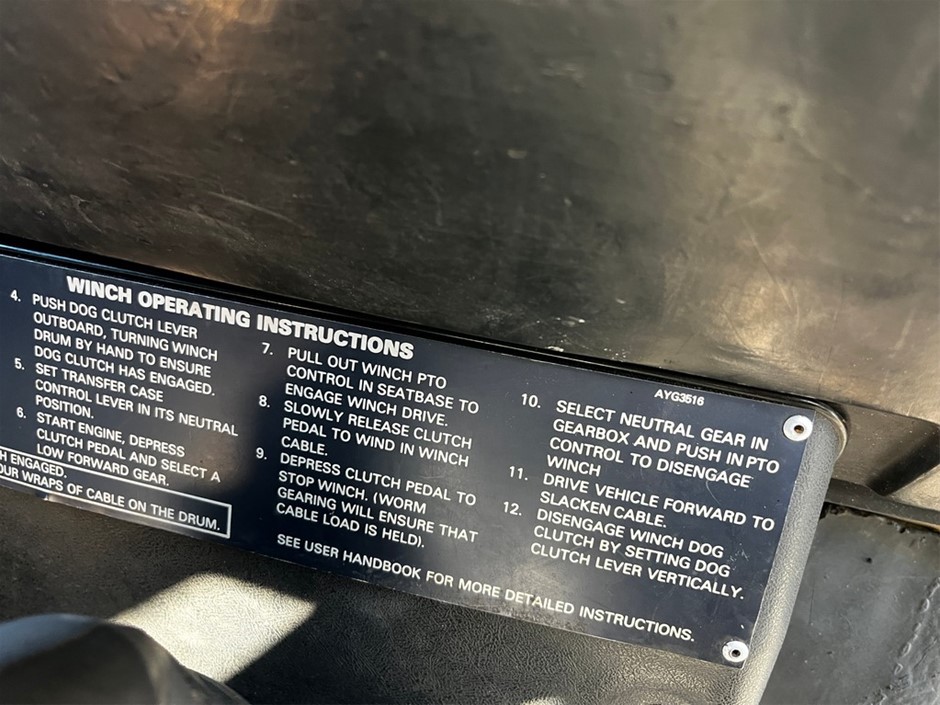 WINCH OPERATING INSTRUCTIONS
4. PUSH DOG CLUTCH LEVER
OUTBOARD, TURNING WINCH
DRUM BY HAND TO ENSURE
DOG CLUTCH HAS ENGAGED.
5. SET TRANSFER CASE
CONTROL LEVER IN ITS NEUTRAL
POSITION.
6. START ENGINE, DEPRESS
CLUTCH PEDAL AND SELECT A
LOW FORWARD GEAR.
ENGAGED.
WRAPS OF CABLE ON THE DRUM.
7. PULL OUT WINCH PTO
CONTROL IN SEATBASE TO
ENGAGE WINCH DRIVE.
8. SLOWLY RELEASE CLUTCH
PEDAL TO WIND IN WINCH
CABLE.
9. DEPRESS CLUTCH PEDAL TO
STOP WINCH. (WORM
GEARING WILL ENSURE THAT
CABLE LOAD IS HELD).
AYG3516
10. SELECT NEUTRAL GEAR IN
GEARBOX AND PUSH IN PTO
CONTROL TO DISENGAGE
WINCH
11. DRIVE VEHICLE FORWARD TO
SLACKEN CABLE.
12. DISENGAGE WINCH DOG
CLUTCH BY SETTING DOG
CLUTCH LEVER VERTICALLY.
SEE USER HANDBOOK FOR MORE DETAILED INSTRUCTIONS.